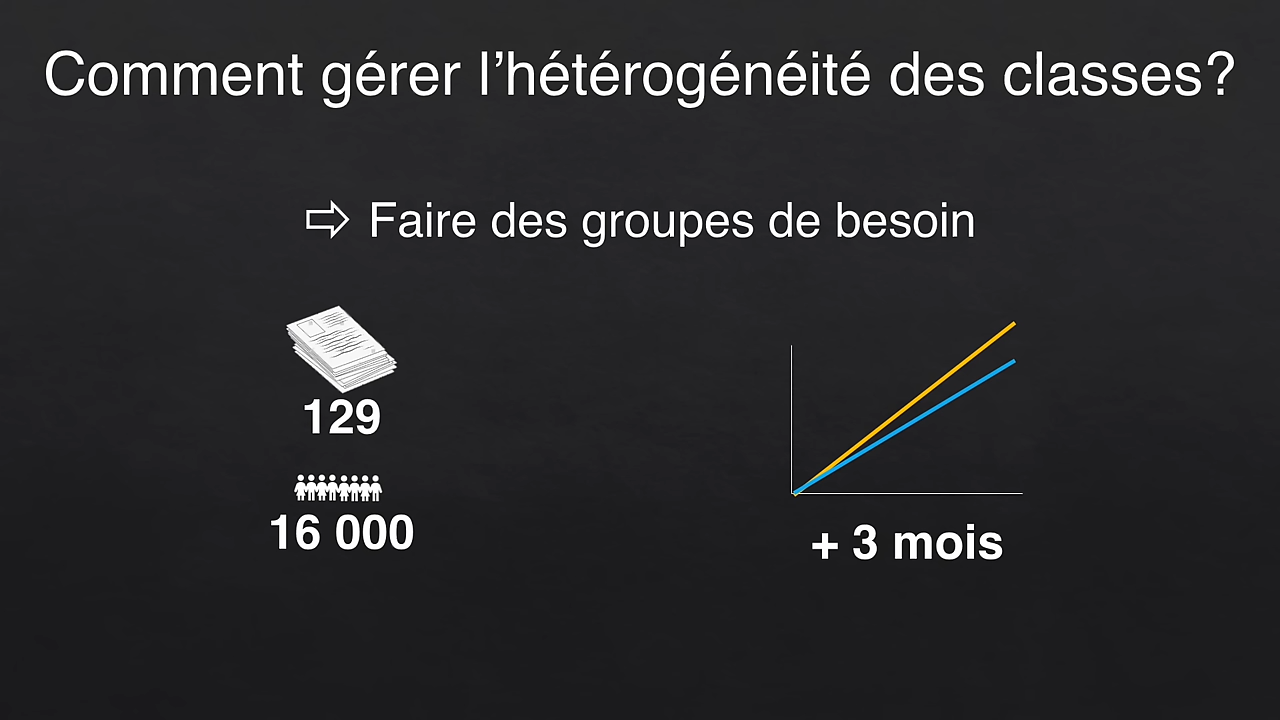 Comment gérer l’hétérogénéité des classes?
⇨ Faire des groupes de besoin
129
16 000
+ 3 mois